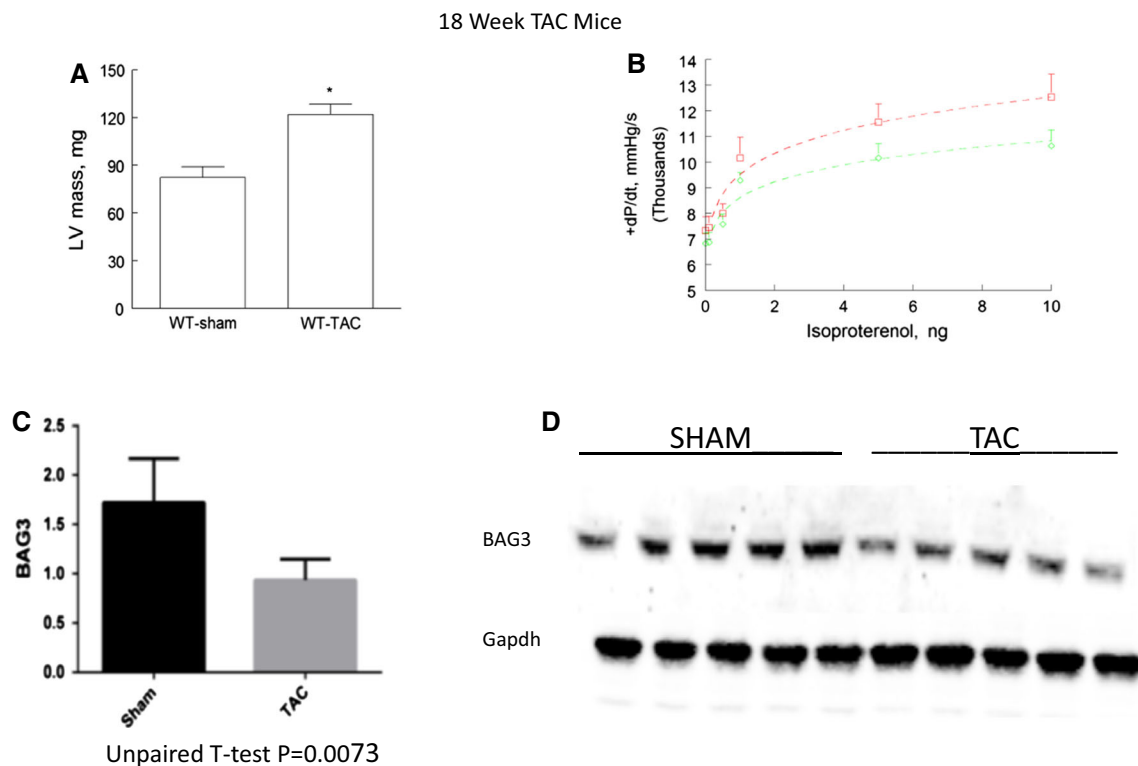 18 Week TAC Mice
A
150
120
90
60
30
0
LV mass, mg
*
WT-sham
WT-TAC
B
14
13
12
11
10
9
8
7
6
5
+dP/dt, mmHg/s
(Thousands)
0
2
4
6
8
10
Isoproterenol, ng
C
2.5
2.0
1.5
1.0
0.5
0.0
BAG3
Sham
TAC
Unpaired T-test P=0.0073
D
SHAM
TAC
BAG3
Gapdh